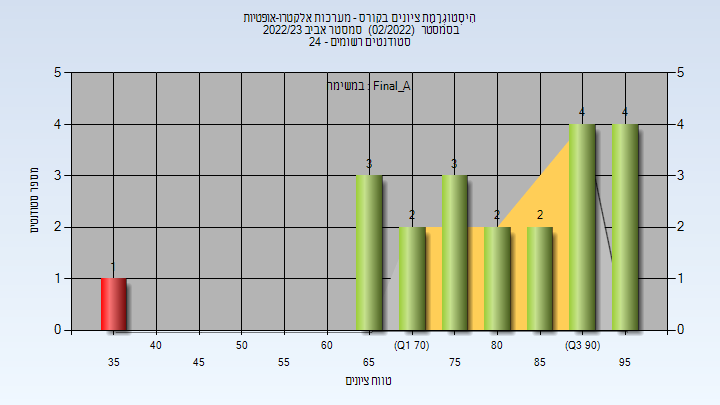 היסטוגרמת ציונים בקורס - מערכות אלקטרו-אופטיות
בסמסטר (02/2022) סמסטר אביב 2022/23
סטודנטים רשומים - 24
במשימה : Final_A
מספר סטודנטים
5 5
4 4
3 3
2 2
1 1
0 0
1 3 2 3 2 2 4 4
40 50 60 (Q1 70) 80 (Q3 90)
35 45 55 65 75 85 95
טווח ציונים